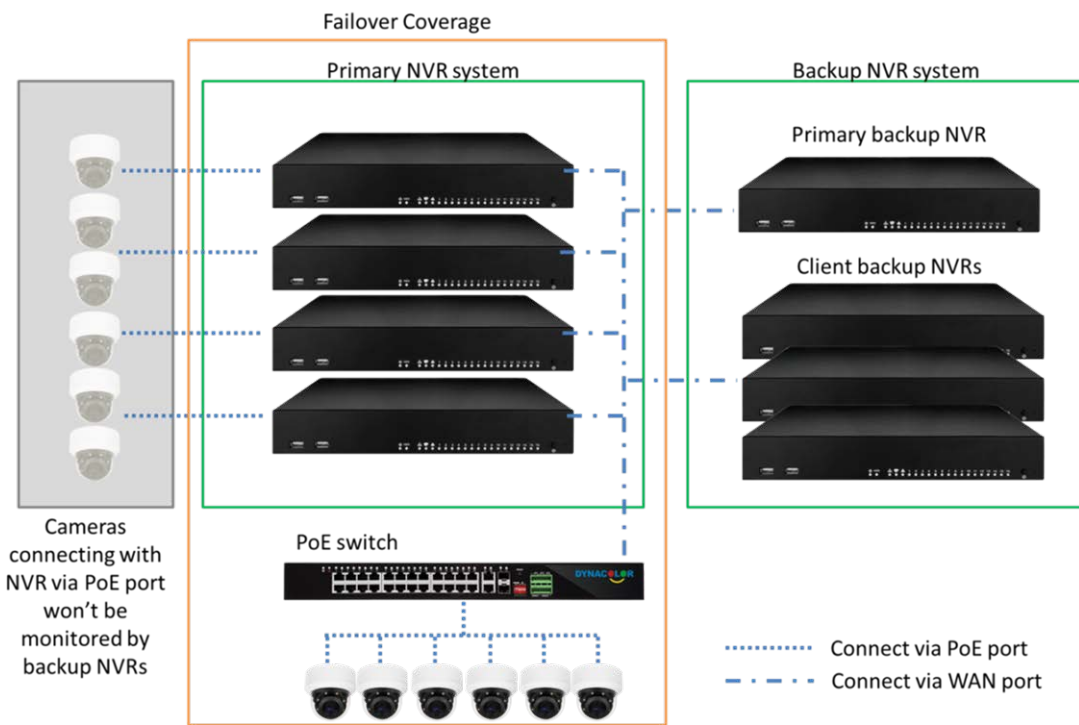 Failover Coverage
Primary NVR system
Backup NVR system
Primary backup NVR
Client backup NVRs
Cameras
connecting with
NVR via PoE port
won't be
monitored by
backup NVRs
PoE switch
DYNACOLOR
Connect via PoE port
Connect via WAN port